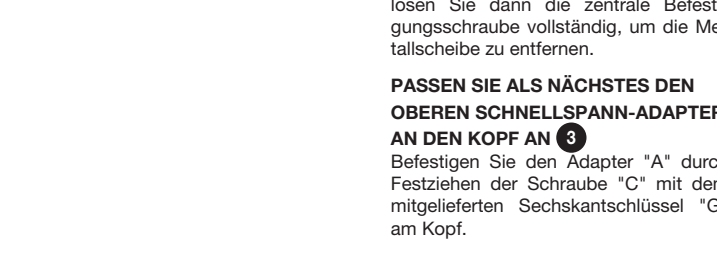 lösen Sie dann die zentrale Befesti
gungsschraube vollständig, um die Me
tallscheibe zu entfernen.
PASSEN SIE ALS NÄCHSTES DEN
OBEREN SCHNELLSPANN-ADAPTER
AN DEN KOPF AN 3
Befestigen Sie den Adapter "A" durc
Festziehen der Schraube "C" mit der
mitgelieferten Sechskantschlüssel "G
am Kopf.